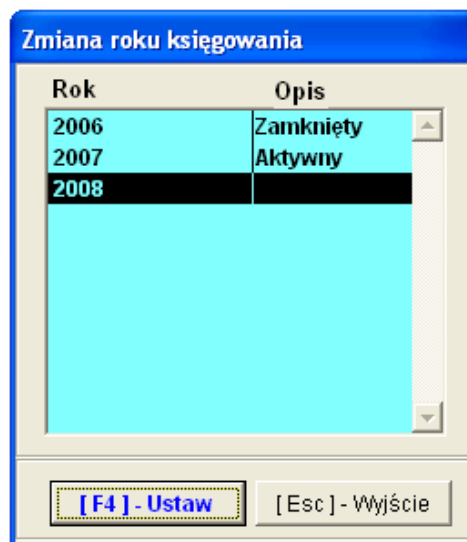 Zmiana roku księgowania
Rok Opis
2006 Zamknięty
2007 Aktywny
2008
[ F4 ] - Ustaw [ Esc ] - Wyjście